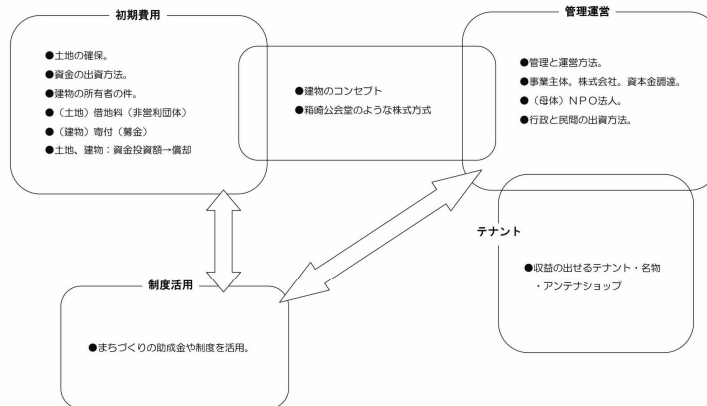 初期費用
●土地の確保。
●資金の出資方法。
●建物の所有者の件。
●（土地）借地料（非営利団体）
●（建物）寄付（募金）
●土地、建物：資金投資額→償却
●建物のコンセプト
●箱崎公会堂のような株式方式
管理運営
●管理と運営方法。
●事業主体。株式会社。資本金調達。
●（母体）ＮＰＯ法人。
●行政と民間の出資方法。
テナント
●収益の出せるテナント・名物
・アンテナショップ
制度活用
●まちづくりの助成金や制度を活用。